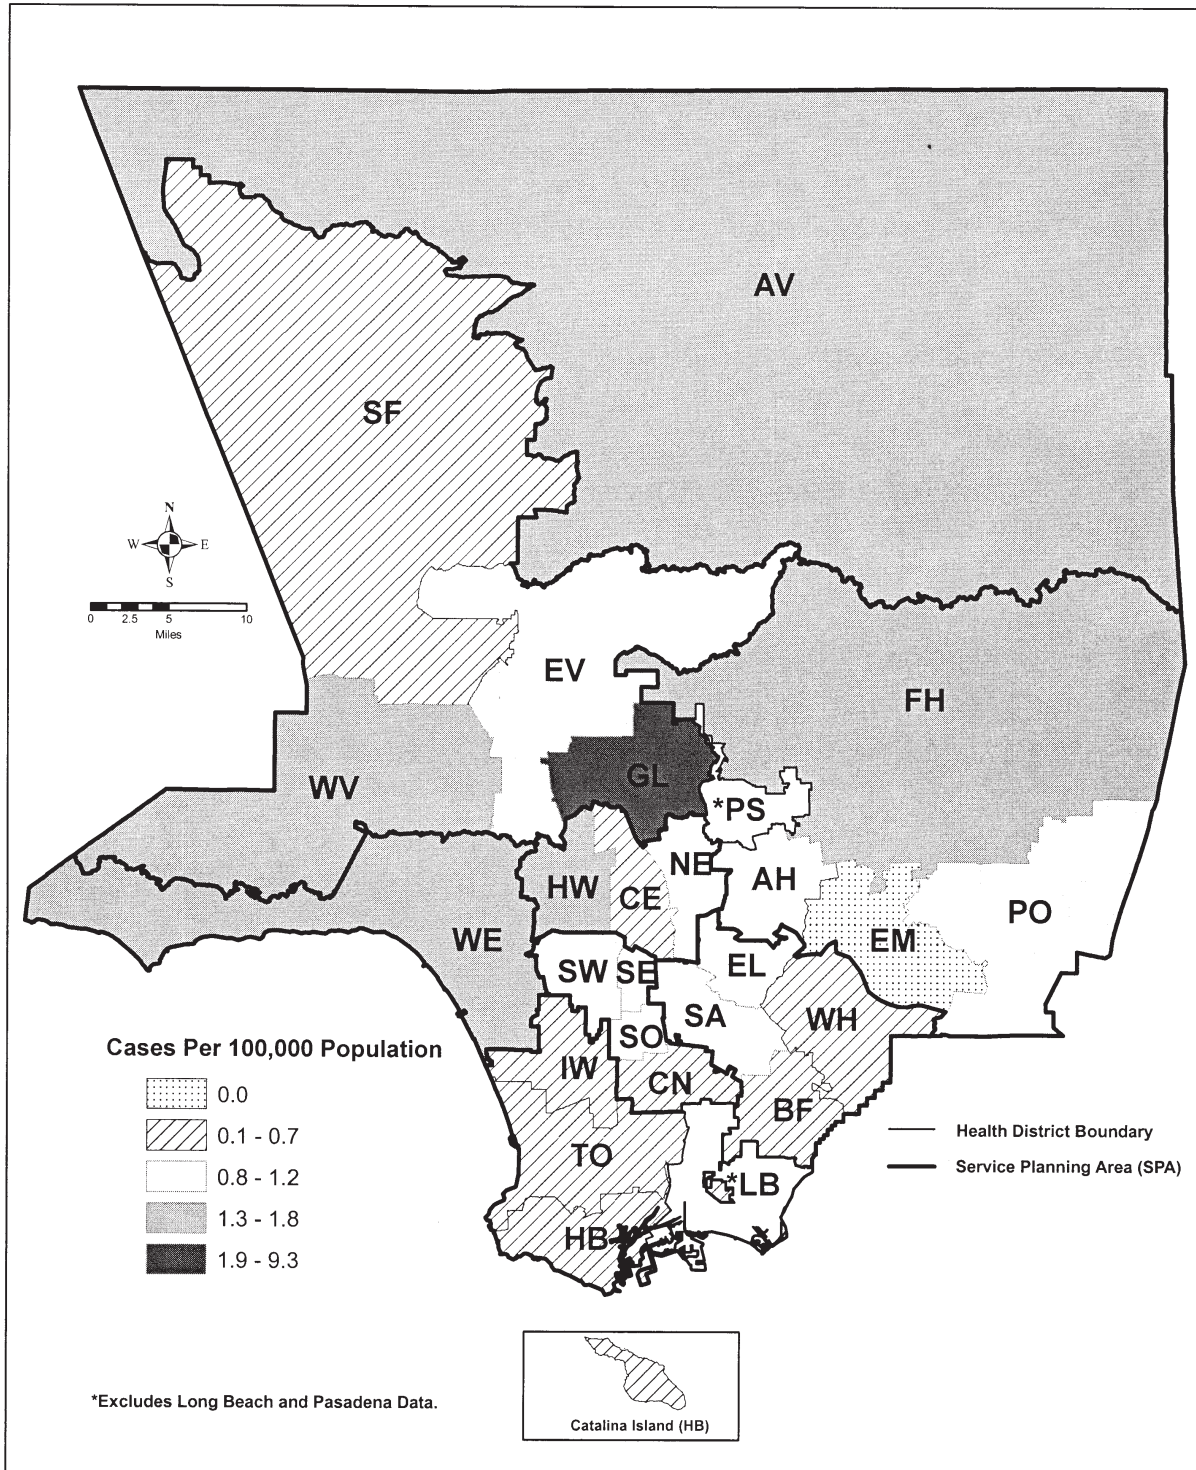 AV
SF
N
W E
S
0 2.5 5 10
Miles
EV
FH
WV
GL
*PS
NE
AH
HW
CE
PO
WE
EM
EL
SW
SE
SA
WH
SO
IW
CN
BF
TO
*LB
HB
Cases Per 100,000 Population
0.0
0.1 - 0.7
0.8 - 1.2
1.3 - 1.8
1.9 - 9.3
Health District Boundary
Service Planning Area (SPA)
*Excludes Long Beach and Pasadena Data.
Catalina Island (HB)